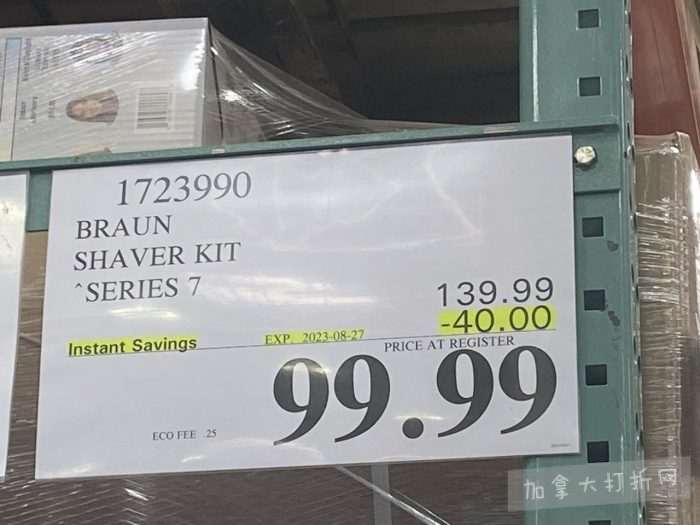 1723990
BRAUN
SHAVER KIT
^SERIES 7
139.99
-40.00
Instant Savings EXP. 2023-08-27
PRICE AT REGISTER
99.99
ECO FEE .25
加拿大打折网